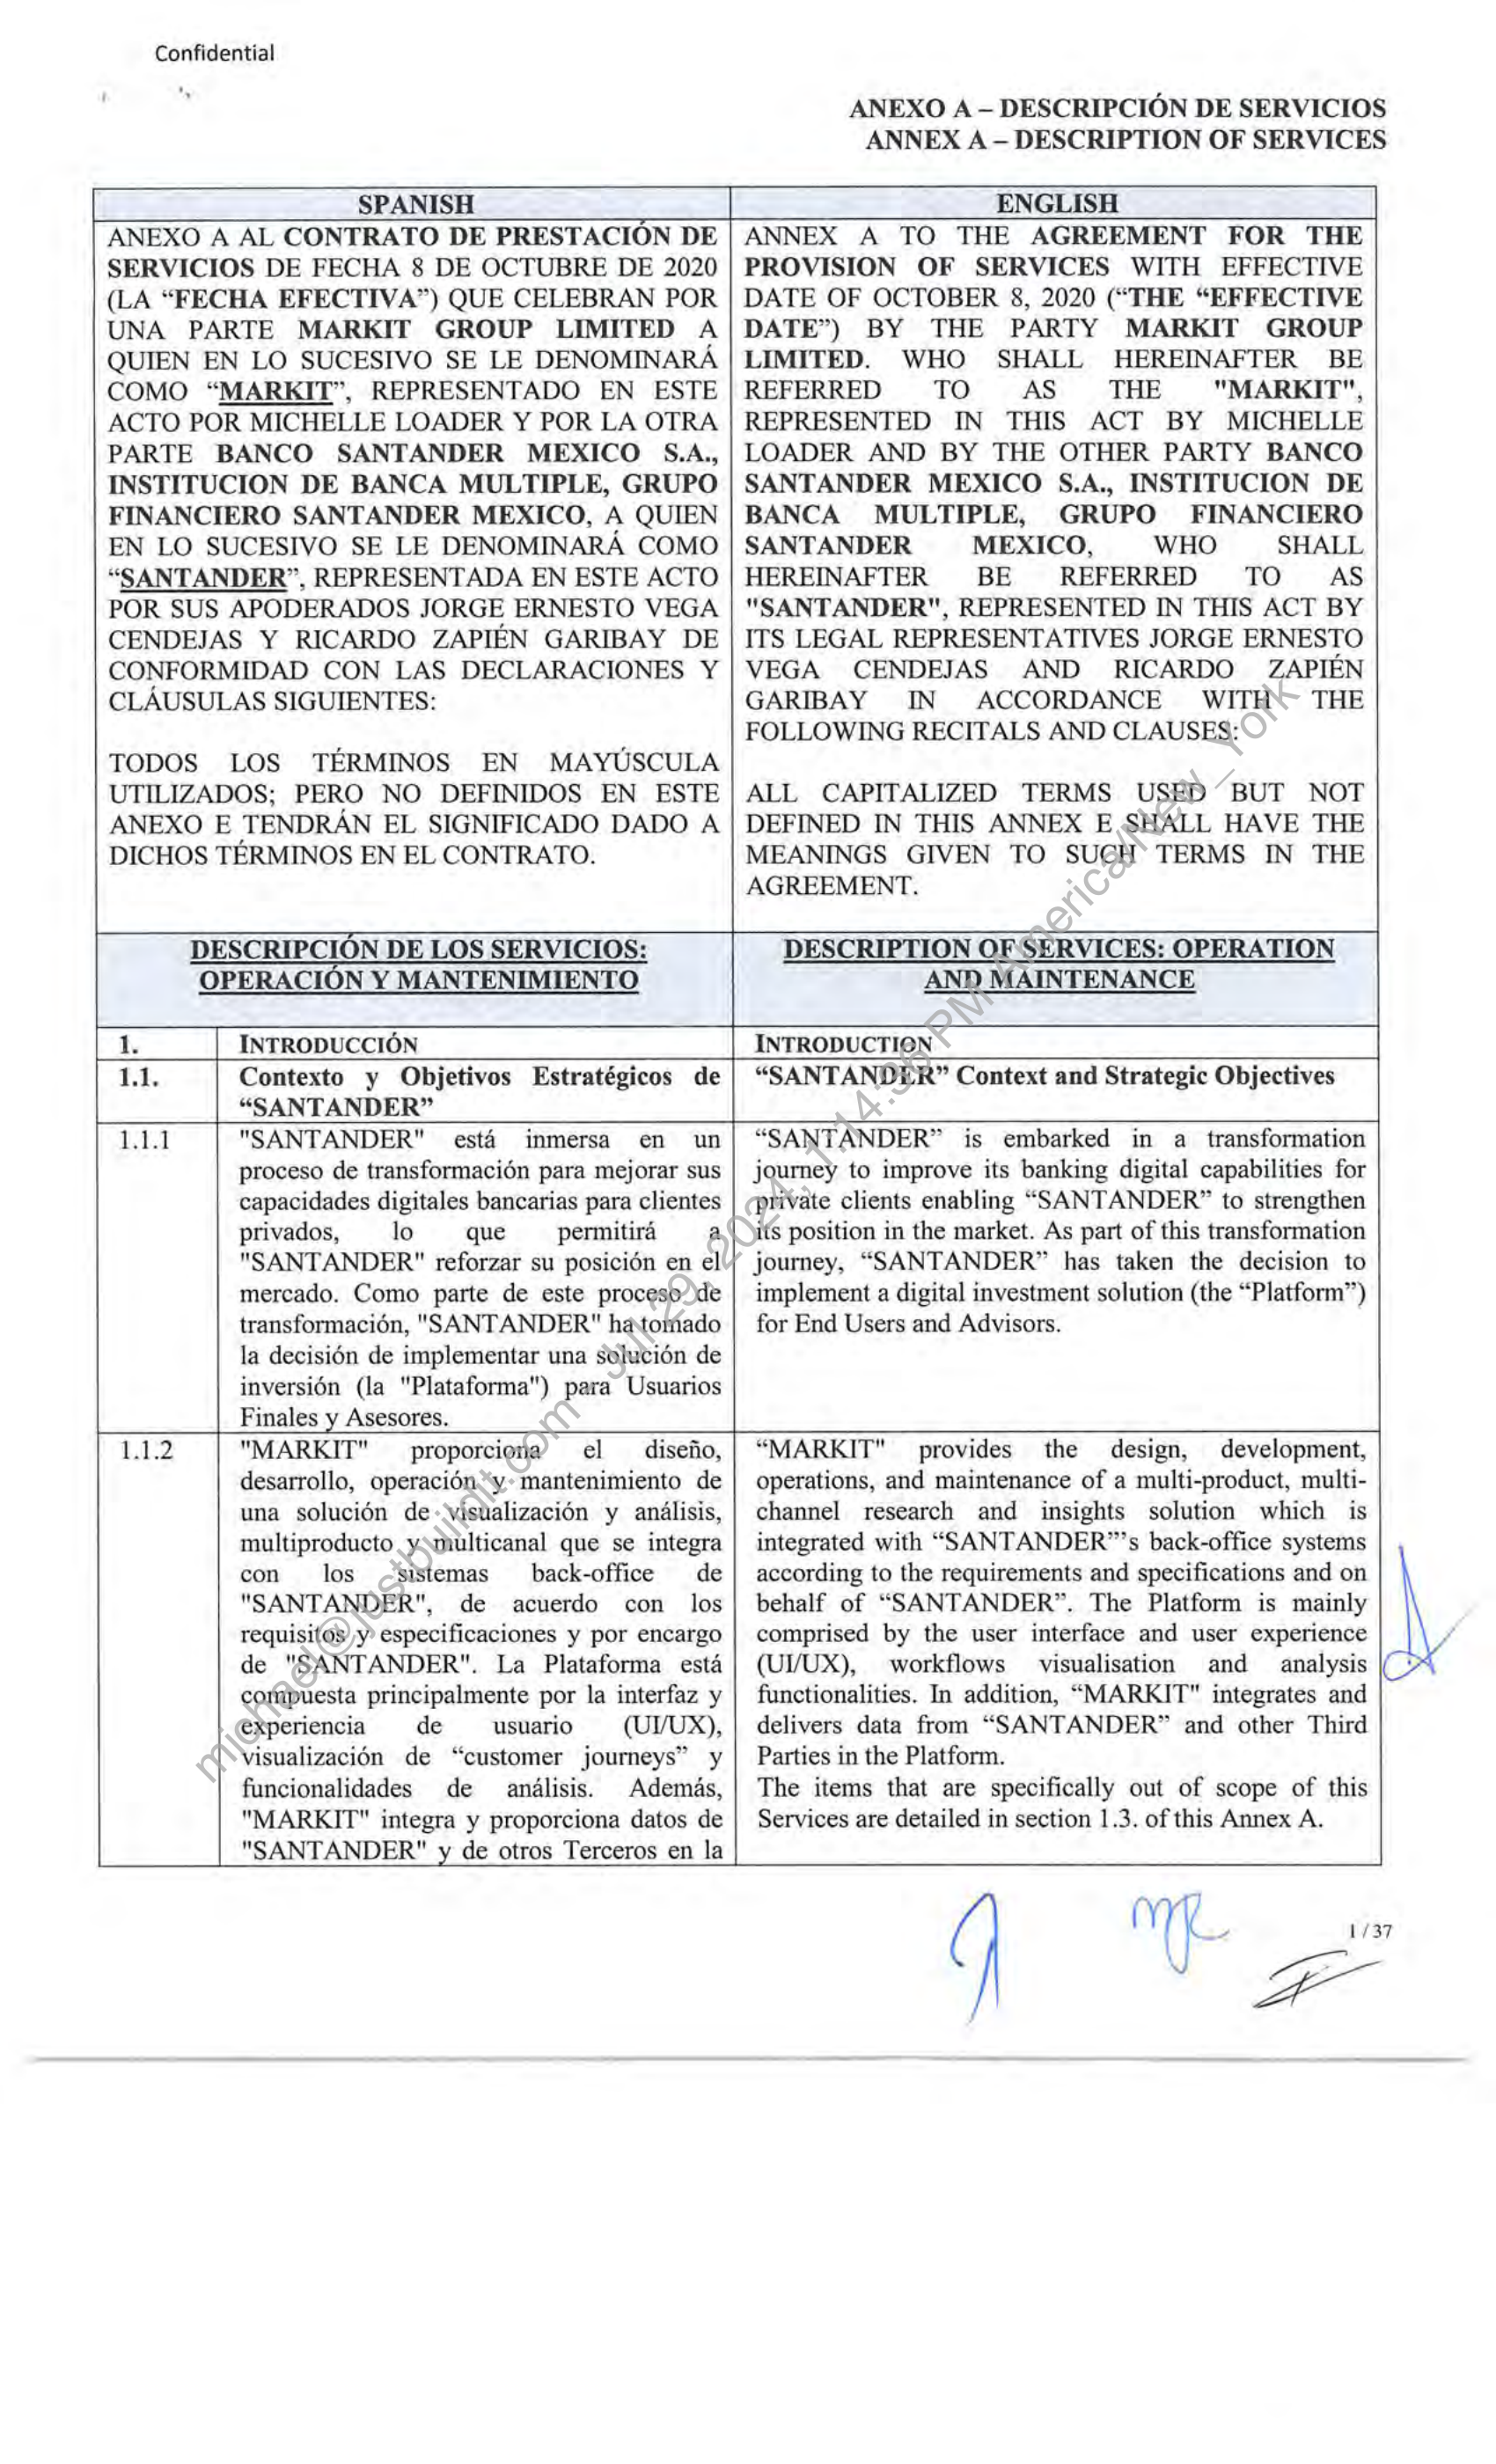 Confidential
ANEXO A – DESCRIPCIÓN DE SERVICIOS
ANNEX A – DESCRIPTION OF SERVICES
SPANISH
ANEXO A AL CONTRATO DE PRESTACIÓN DE
SERVICIOS DE FECHA 8 DE OCTUBRE DE 2020
(LA “FECHA EFECTIVA”) QUE CELEBRAN POR
UNA PARTE MARKIT GROUP LIMITED A
QUIEN EN LO SUCESIVO SE LE DENOMINARÁ
COMO “MARKIT”, REPRESENTADO EN ESTE
ACTO POR MICHELLE LOADER Y POR LA OTRA
PARTE BANCO SANTANDER MEXICO S.A.,
INSTITUCION DE BANCA MULTIPLE, GRUPO
FINANCIERO SANTANDER MEXICO, A QUIEN
EN LO SUCESIVO SE LE DENOMINARÁ COMO
“SANTANDER”, REPRESENTADA EN ESTE ACTO
POR SUS APODERADOS JORGE ERNESTO VEGA
CENDEJAS Y RICARDO ZAPIÉN GARIBAY DE
CONFORMIDAD CON LAS DECLARACIONES Y
CLÁUSULAS SIGUIENTES:
TODOS LOS TÉRMINOS EN MAYÚSCULA
UTILIZADOS; PERO NO DEFINIDOS EN ESTE
ANEXO E TENDRÁN EL SIGNIFICADO DADO A
DICHOS TÉRMINOS EN EL CONTRATO.
ENGLISH
ANNEX A TO THE AGREEMENT FOR THE
PROVISION OF SERVICES WITH EFFECTIVE
DATE OF OCTOBER 8, 2020 (“THE “EFFECTIVE
DATE”) BY THE PARTY MARKIT GROUP
LIMITED. WHO SHALL HEREINAFTER BE
REFERRED TO AS THE "MARKIT",
REPRESENTED IN THIS ACT BY MICHELLE
LOADER AND BY THE OTHER PARTY BANCO
SANTANDER MEXICO S.A., INSTITUCION DE
BANCA MULTIPLE, GRUPO FINANCIERO
SANTANDER MEXICO, WHO SHALL
HEREINAFTER BE REFERRED TO AS
"SANTANDER", REPRESENTED IN THIS ACT BY
ITS LEGAL REPRESENTATIVES JORGE ERNESTO
VEGA CENDEJAS AND RICARDO ZAPIÉN
GARIBAY IN ACCORDANCE WITH THE
FOLLOWING RECITALS AND CLAUSES:
ALL CAPITALIZED TERMS USED BUT NOT
DEFINED IN THIS ANNEX E SHALL HAVE THE
MEANINGS GIVEN TO SUCH TERMS IN THE
AGREEMENT.
DESCRIPCIÓN DE LOS SERVICIOS:
OPERACIÓN Y MANTENIMIENTO
DESCRIPTION OF SERVICES: OPERATION
AND MAINTENANCE
1. INTRODUCCIÓN
INTRODUCTION
1.1. Contexto y Objetivos Estratégicos de
“SANTANDER”
“SANTANDER” Context and Strategic Objectives
1.1.1 "SANTANDER" está inmersa en un
proceso de transformación para mejorar sus
capacidades digitales bancarias para clientes
privados, lo que permitirá a
"SANTANDER" reforzar su posición en el
mercado. Como parte de este proceso de
transformación, "SANTANDER" ha tomado
la decisión de implementar una solución de
inversión (la "Plataforma") para Usuarios
Finales y Asesores.
“SANTANDER” is embarked in a transformation
journey to improve its banking digital capabilities for
private clients enabling “SANTANDER” to strengthen
its position in the market. As part of this transformation
journey, “SANTANDER” has taken the decision to
implement a digital investment solution (the “Platform”)
for End Users and Advisors.
1.1.2 "MARKIT" proporciona el diseño,
desarrollo, operación y mantenimiento de
una solución de visualización y análisis,
multiproducto y multicanal que se integra
con los sistemas back-office de
"SANTANDER", de acuerdo con los
requisitos y especificaciones y por encargo
de "SANTANDER". La Plataforma está
compuesta principalmente por la interfaz y
experiencia de usuario (UI/UX),
visualización de “customer journeys” y
funcionalidades de análisis. Además,
"MARKIT" integra y proporciona datos de
"SANTANDER" y de otros Terceros en la
“MARKIT" provides the design, development,
operations, and maintenance of a multi-product, multi-
channel research and insights solution which is
integrated with “SANTANDER”'s back-office systems
according to the requirements and specifications and on
behalf of “SANTANDER”. The Platform is mainly
comprised by the user interface and user experience
(UI/UX), workflows visualisation and analysis
functionalities. In addition, “MARKIT" integrates and
delivers data from “SANTANDER” and other Third
Parties in the Platform.
The items that are specifically out of scope of this
Services are detailed in section 1.3. of this Annex A.
michael@justbuildit.com Jul 29, 2024, 1:14:36 PM America/New_York
1 / 37